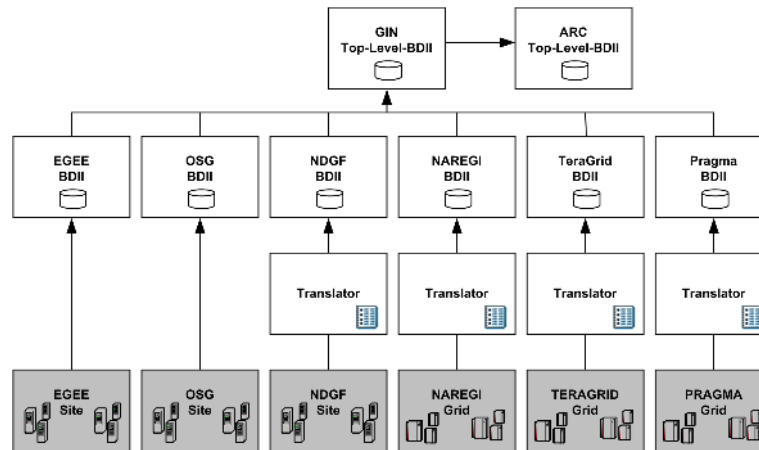 GIN
Top-Level-BDII
ARC
Top-Level-BDII
EGEE
BDII
OSG
BDII
NDGF
BDII
NAREGI
BDII
TeraGrid
BDII
Pragma
BDII
Translator
Translator
Translator
Translator
EGEE
Site
OSG
Site
NDGF
Site
NAREGI
Grid
TERAGRID
Grid
PRAGMA
Grid